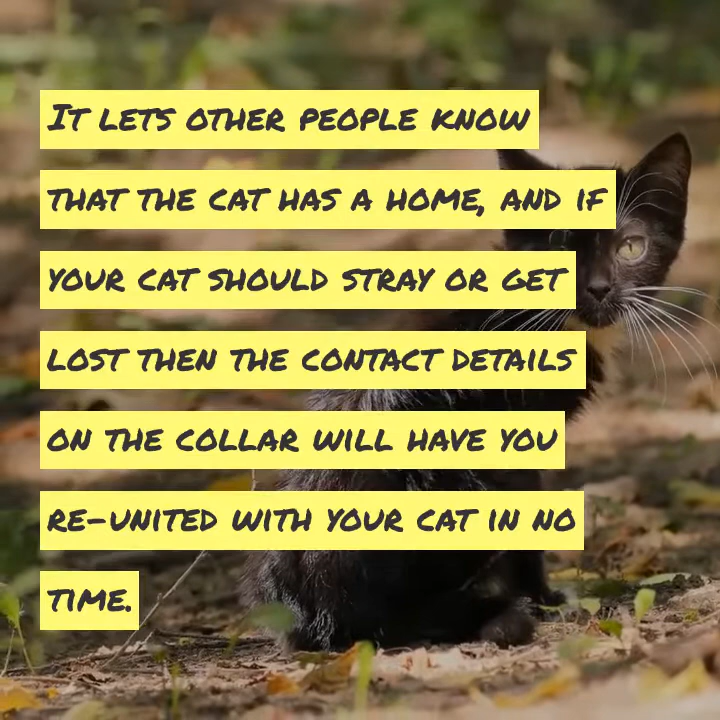 It lets other people know
that the cat has a home, and if
your cat should stray or get
lost then the contact details
on the collar will have you
re-united with your cat in no
time.